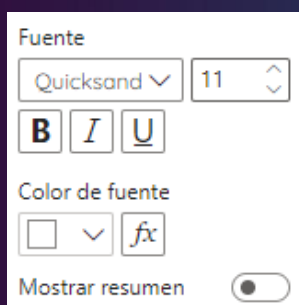 Fuente
Quicksand 11
B I U
Color de fuente
fx
Mostrar resumen